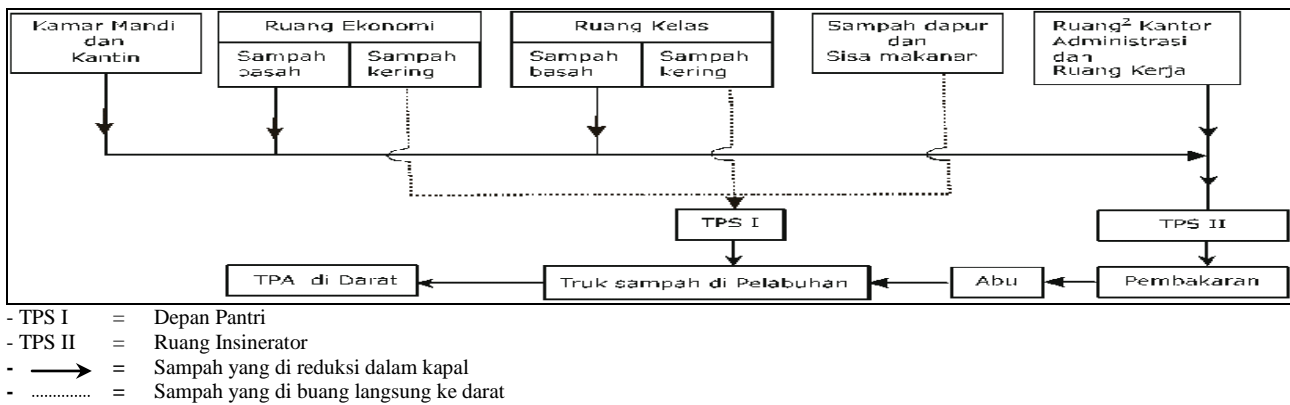 Kamar Mandi
dan
Kantin
Ruang Ekonomi
Sampah
basah
Sampah
kering
Ruang Kelas
Sampah
basah
Sampah
kering
Sampah dapur
dan
Sisa makanan
Ruang² Kantor
Administrasi
dan
Ruang Kerja
TPS I
TPS II
TPA di Darat
Truk sampah di Pelabuhan
Abu
Pembakaran
- TPS I = Depan Pantri
- TPS II = Ruang Insinerator
- = Sampah yang di reduksi dalam kapal
- .............. = Sampah yang di buang langsung ke darat